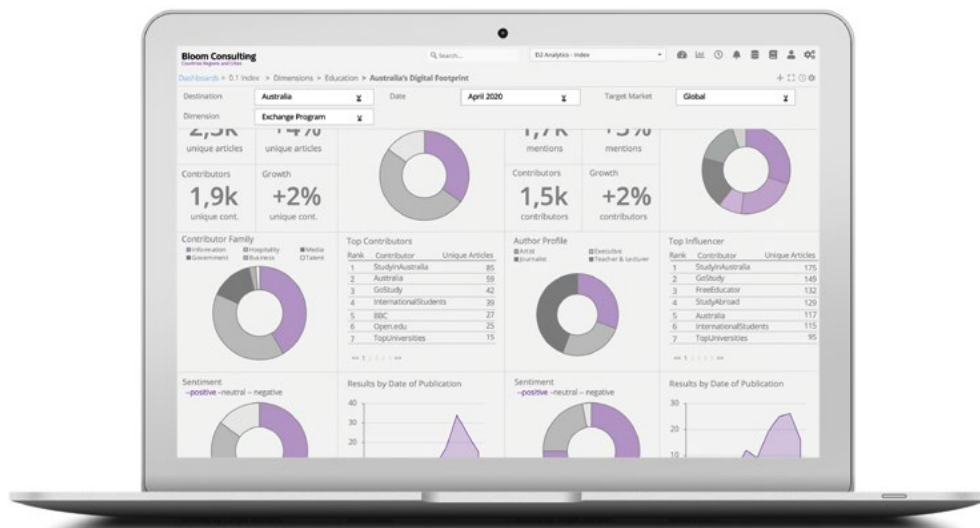 Bloom Consulting
Countries Regions and Cities
Search...
D2 Analytics - Index
Dashboards > 0.1 Index > Dimensions > Education > Australia's Digital Footprint
Destination Australia Date April 2020 Target Market Global
Dimension Exchange Program
unique articles unique articles
mentions mentions
Contributors Growth
1,9k +2%
unique cont. unique cont.
Contributors Growth
1,5k +2%
contributors contributors
Contributor Family
Information Hospitality Media
Government Business Talent
Top Contributors
Rank Contributor Unique Articles
1 StudyinAustralia 85
2 Australia 59
3 GoStudy 42
4 InternationalStudents 39
5 BBC 27
6 Open.edu 25
7 TopUniversities 15
Author Profile
Artist Executive
Journalist Teacher & Lecturer
Top Influencer
Rank Contributor Unique Articles
1 StudyinAustralia 175
2 GoStudy 149
3 FreeEducator 132
4 StudyAbroad 129
5 Australia 117
6 InternationalStudents 115
7 TopUniversities 95
Sentiment
--positive --neutral -- negative
Results by Date of Publication
40
30
20
Sentiment
--positive --neutral -- negative
Results by Date of Publication
30
20
10